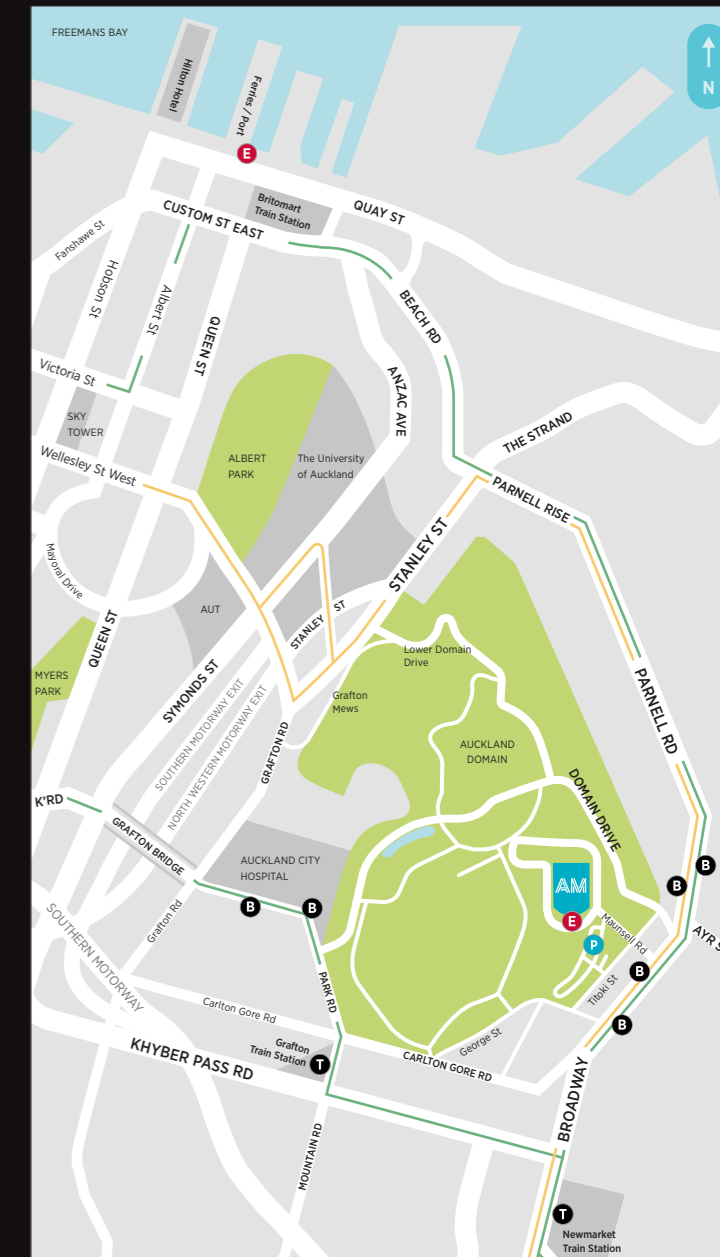 FREEMANS BAY
N
Hilton Hotel
Ferries / Port
E
Britomart
Train Station
QUAY ST
CUSTOM ST EAST
Fanshawe St
Hobson St
Albert St
QUEEN ST
BEACH RD
ANZAC AVE
Victoria St
SKY
TOWER
Wellesley St West
ALBERT
PARK
The University
of Auckland
THE STRAND
PARNELL RISE
STANLEY ST
Mayoral Drive
AUT
STANLEY ST
QUEEN ST
Lower Domain
Drive
MYERS
PARK
SYMONDS ST
SOUTHERN MOTORWAY EXIT
NORTH WESTERN MOTORWAY EXIT
Grafton
Mews
PARNELL RD
GRAFTON RD
AUCKLAND
DOMAIN
DOMAIN DRIVE
K'RD
GRAFTON BRIDGE
AUCKLAND CITY
HOSPITAL
B
B
AM
B
B
E
P
Maunsell Rd
AYR S
SOUTHERN MOTORWAY
Grafton Rd
B
Titoki St
PARK RD
Carlton Gore Rd
B
George St
Grafton
Train Station
T
CARLTON GORE RD
KHYBER PASS RD
BROADWAY
MOUNTAIN RD
T
Newmarket
Train Station